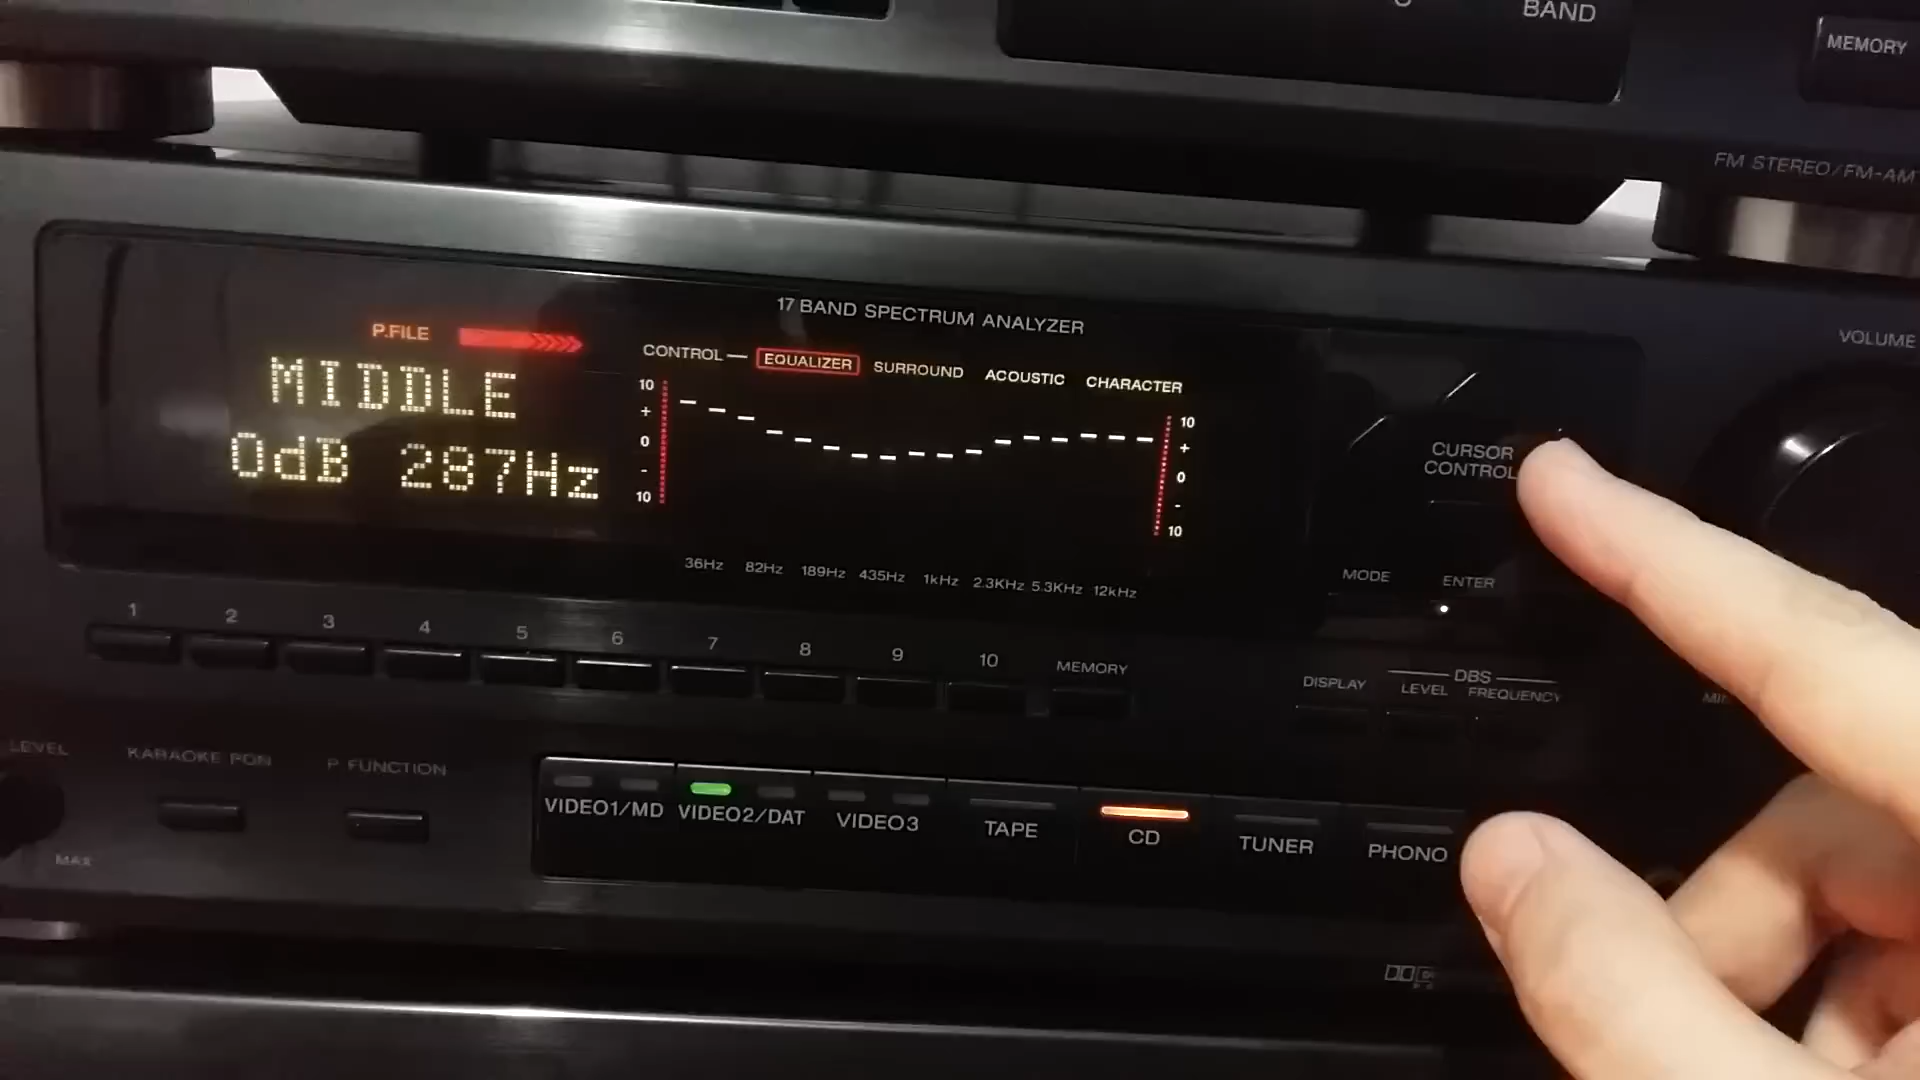 BAND
MEMORY
FM STEREO/FM-AM
17 BAND SPECTRUM ANALYZER
P.FILE
CONTROL EQUALIZER SURROUND ACOUSTIC CHARACTER
MIDDLE
0dB 287Hz
10
+
0
-
10
10
+
0
-
10
36Hz 82Hz 189Hz 435Hz 1kHz 2.3KHz 5.3KHz 12kHz
VOLUME
CURSOR
CONTROL
MODE ENTER
1 2 3 4 5 6 7 8 9 10 MEMORY
DISPLAY
DBS
LEVEL FREQUENCY
LEVEL
KARAOKE PON
P FUNCTION
MAX
VIDEO1/MD VIDEO2/DAT VIDEO3 TAPE CD TUNER PHONO